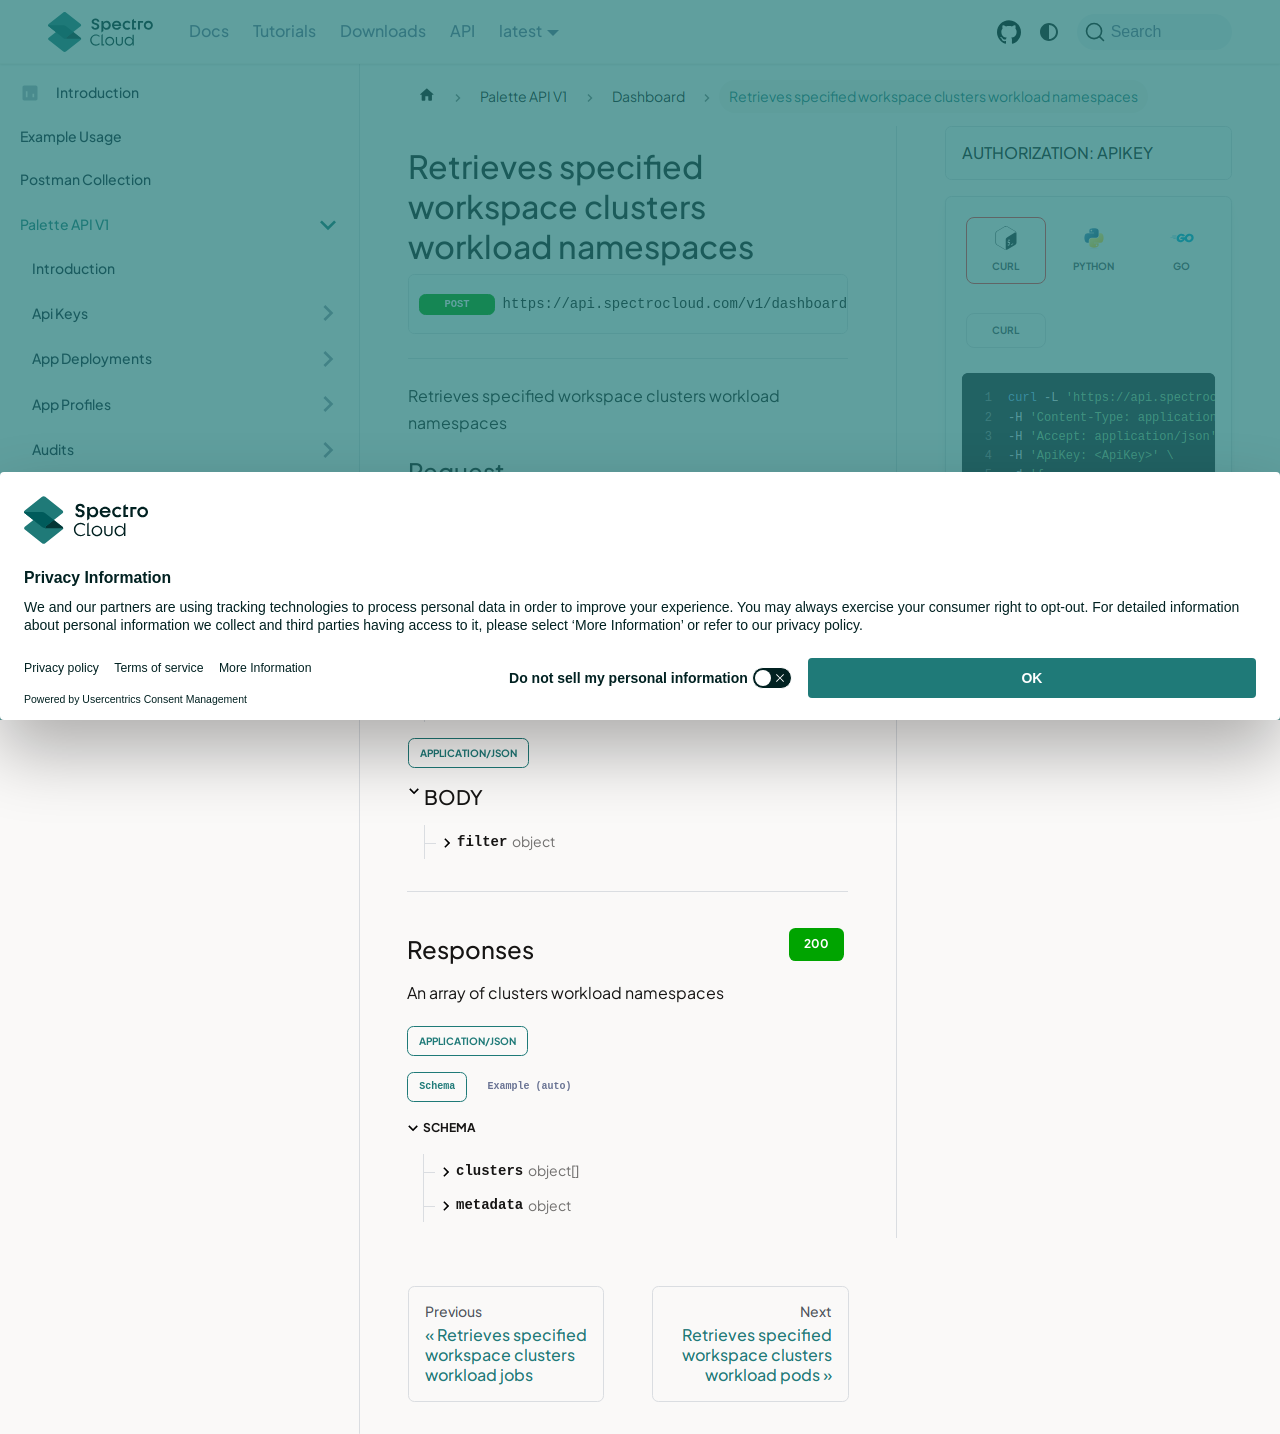 Spectro Cloud
Docs
Tutorials
Downloads
API
latest
Search
Introduction
Example Usage
Postman Collection
Palette API V1
Introduction
Api Keys
App Deployments
App Profiles
Audits
Palette API V1
Dashboard
Retrieves specified workspace clusters workload namespaces
Retrieves specified
workspace clusters
workload namespaces
POST
https://api.spectrocloud.com/v1/dashboard
Retrieves specified workspace clusters workload
namespaces
Request
AUTHORIZATION: APIKEY
CURL
PYTHON
GO
CURL
1 curl -L 'https://api.spectroc
2 -H 'Content-Type: application
3 -H 'Accept: application/json'
4 -H 'ApiKey: <ApiKey>' \
Spectro
Cloud
Privacy Information
We and our partners are using tracking technologies to process personal data in order to improve your experience. You may always exercise your consumer right to opt-out. For detailed information
about personal information we collect and third parties having access to it, please select ‘More Information’ or refer to our privacy policy.
Privacy policy
Terms of service
More Information
Powered by Usercentrics Consent Management
Do not sell my personal information
OK
APPLICATION/JSON
BODY
filter object
Responses
200
An array of clusters workload namespaces
APPLICATION/JSON
Schema
Example (auto)
SCHEMA
clusters object[]
metadata object
Previous
« Retrieves specified
workspace clusters
workload jobs
Next
Retrieves specified
workspace clusters
workload pods »